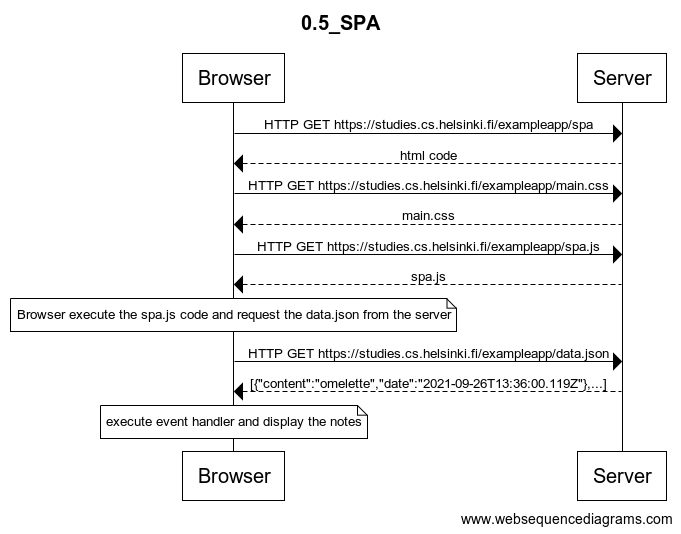 0.5_SPA
Browser
Server
HTTP GET https://studies.cs.helsinki.fi/exampleapp/spa
html code
HTTP GET https://studies.cs.helsinki.fi/exampleapp/main.css
main.css
HTTP GET https://studies.cs.helsinki.fi/exampleapp/spa.js
spa.js
Browser execute the spa.js code and request the data.json from the server
HTTP GET https://studies.cs.helsinki.fi/exampleapp/data.json
[{"content":"omelette","date":"2021-09-26T13:36:00.119Z"},...]
execute event handler and display the notes
Browser
Server
www.websequencediagrams.com